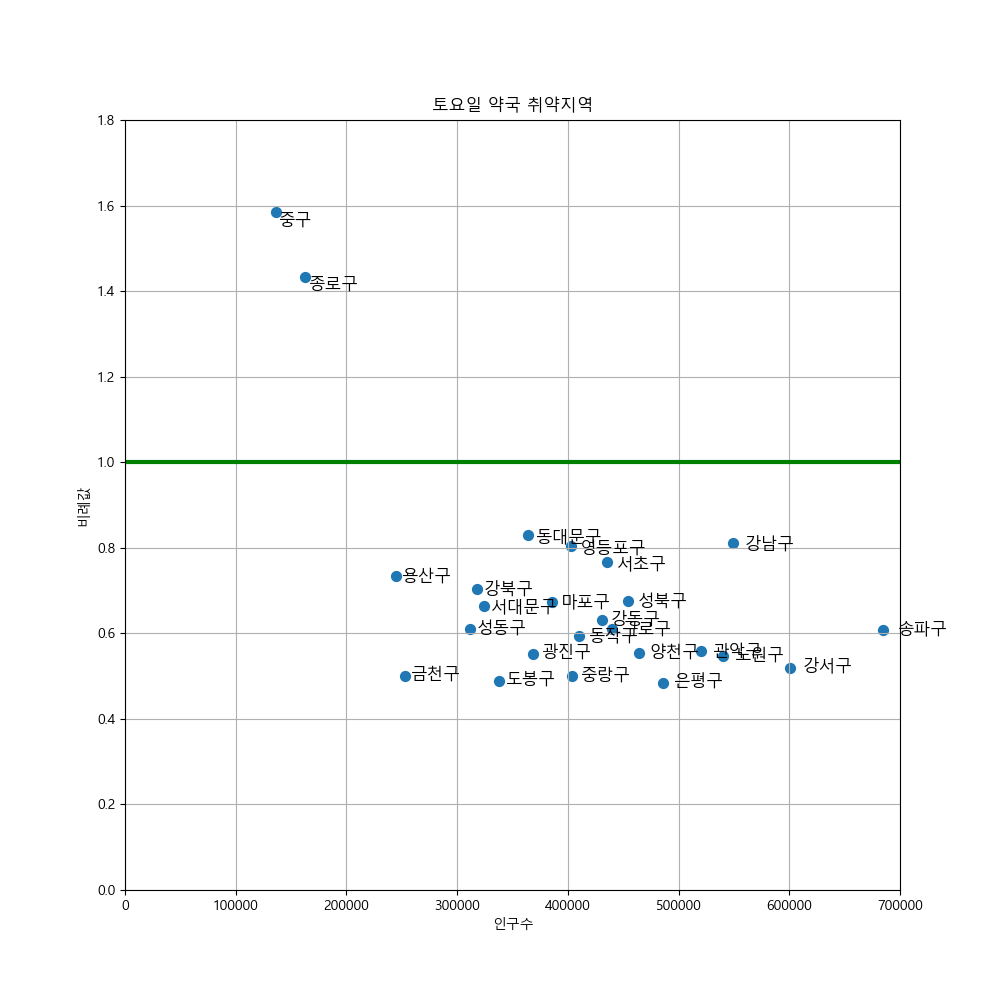 토요일 약국 취약지역
1.8
1.6
중구
종로구
1.4
1.2
1.0
비례값
0.8
동대문구
영등포구
강남구
서초구
용산구
강북구
서대문구
마포구
성북구
강동구
0.6
성동구
동작구
송파구
광진구
양천구
관악구
노원구
강서구
금천구
도봉구
중랑구
은평구
0.4
0.2
0.0
0 100000 200000 300000 400000 500000 600000 700000
인구수